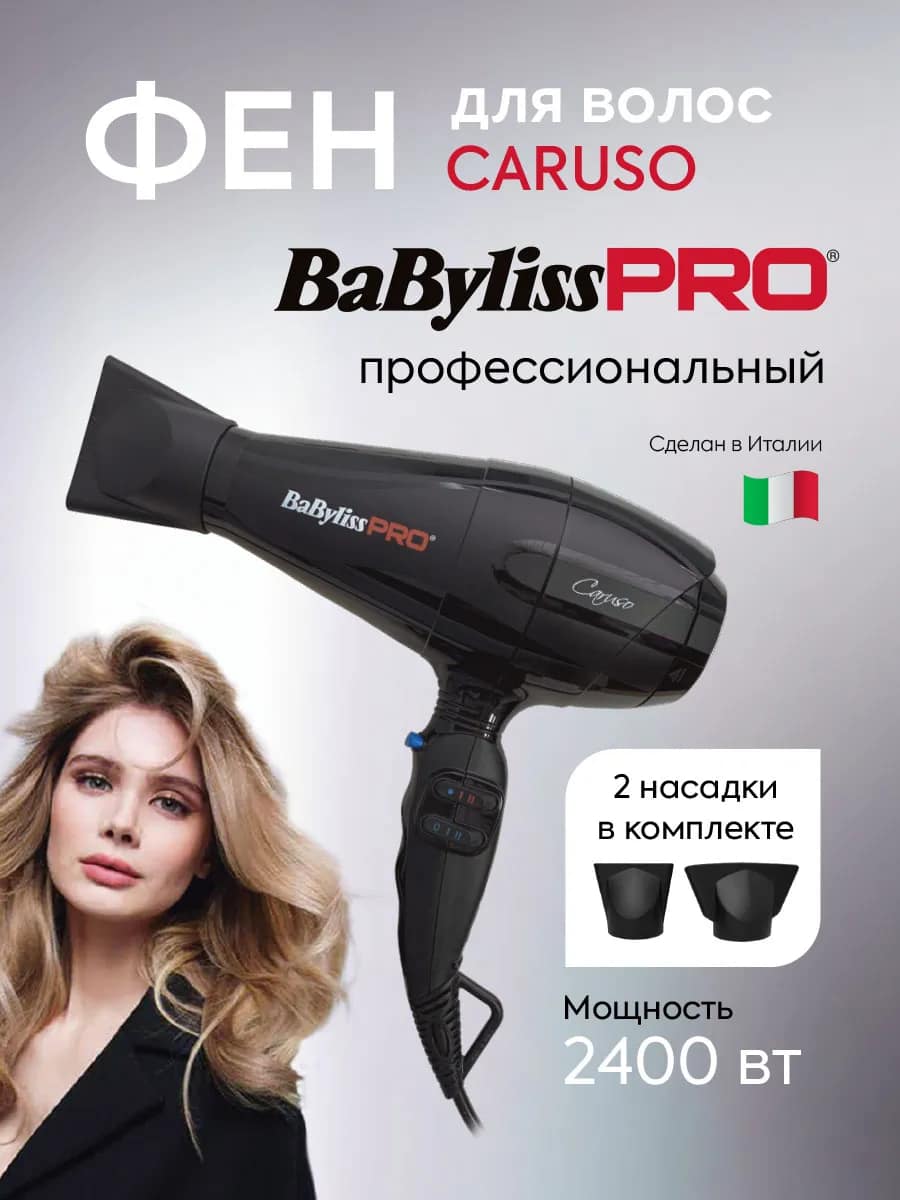 ФЕН
для волос
CARUSO
BaBylissPRO®
профессиональный
Сделан в Италии
BaBylissPRO®
Caruso
2 насадки
в комплекте
Мощность
2400 вт